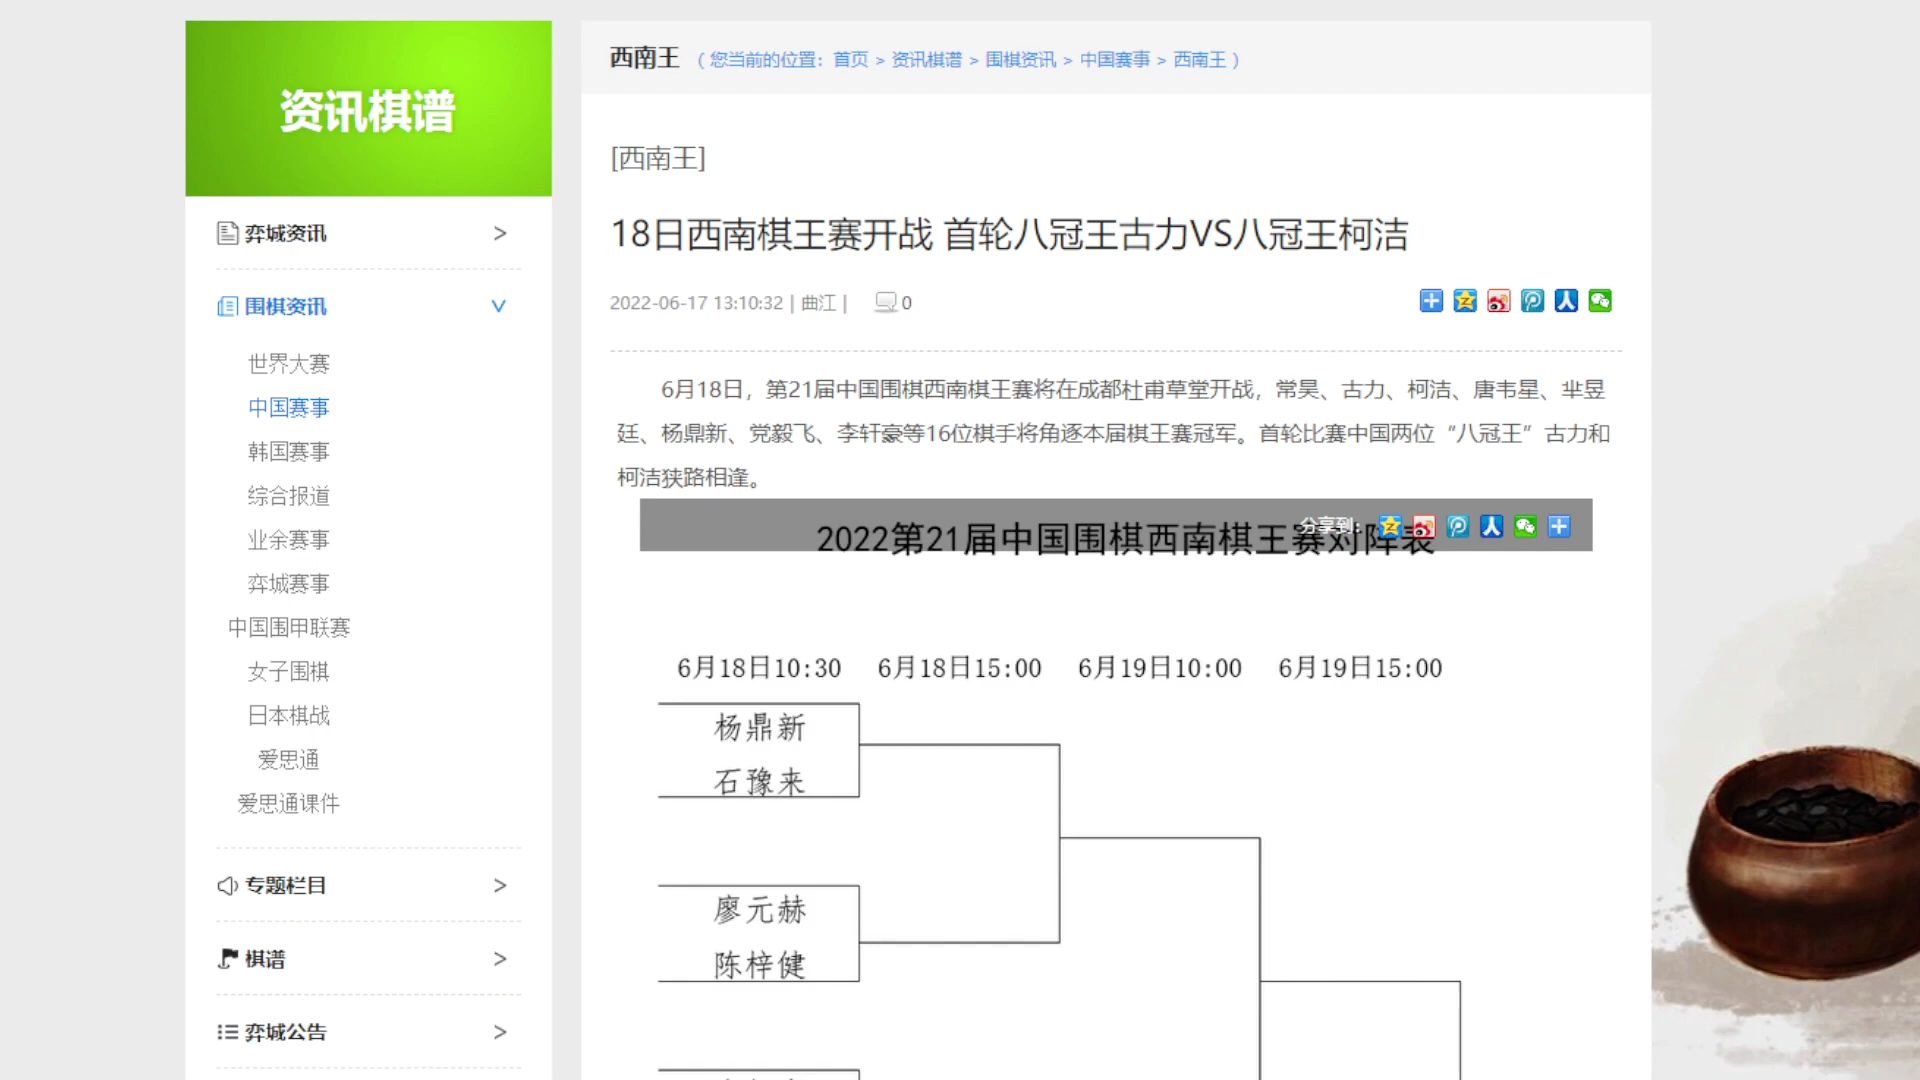 资讯棋谱
弈城资讯 >
围棋资讯
世界大赛
中国赛事
韩国赛事
综合报道
业余赛事
弈城赛事
中国围甲联赛
女子围棋
日本棋战
爱思通
爱思通课件
专题栏目 >
棋谱 >
弈城公告 >
西南王 ( 您当前的位置：首页 > 资讯棋谱 > 围棋资讯 > 中国赛事 > 西南王 )
[西南王]
18日西南棋王赛开战 首轮八冠王古力VS八冠王柯洁
2022-06-17 13:10:32 | 曲江 | 0
6月18日，第21届中国围棋西南棋王赛将在成都杜甫草堂开战，常昊、古力、柯洁、唐韦星、芈昱
廷、杨鼎新、党毅飞、李轩豪等16位棋手将角逐本届棋王赛冠军。首轮比赛中国两位“八冠王”古力和
柯洁狭路相逢。
分享到：
2022第21届中国围棋西南棋王赛对阵表
6月18日10:30 6月18日15:00 6月19日10:00 6月19日15:00
杨鼎新
石豫来
廖元赫
陈梓健